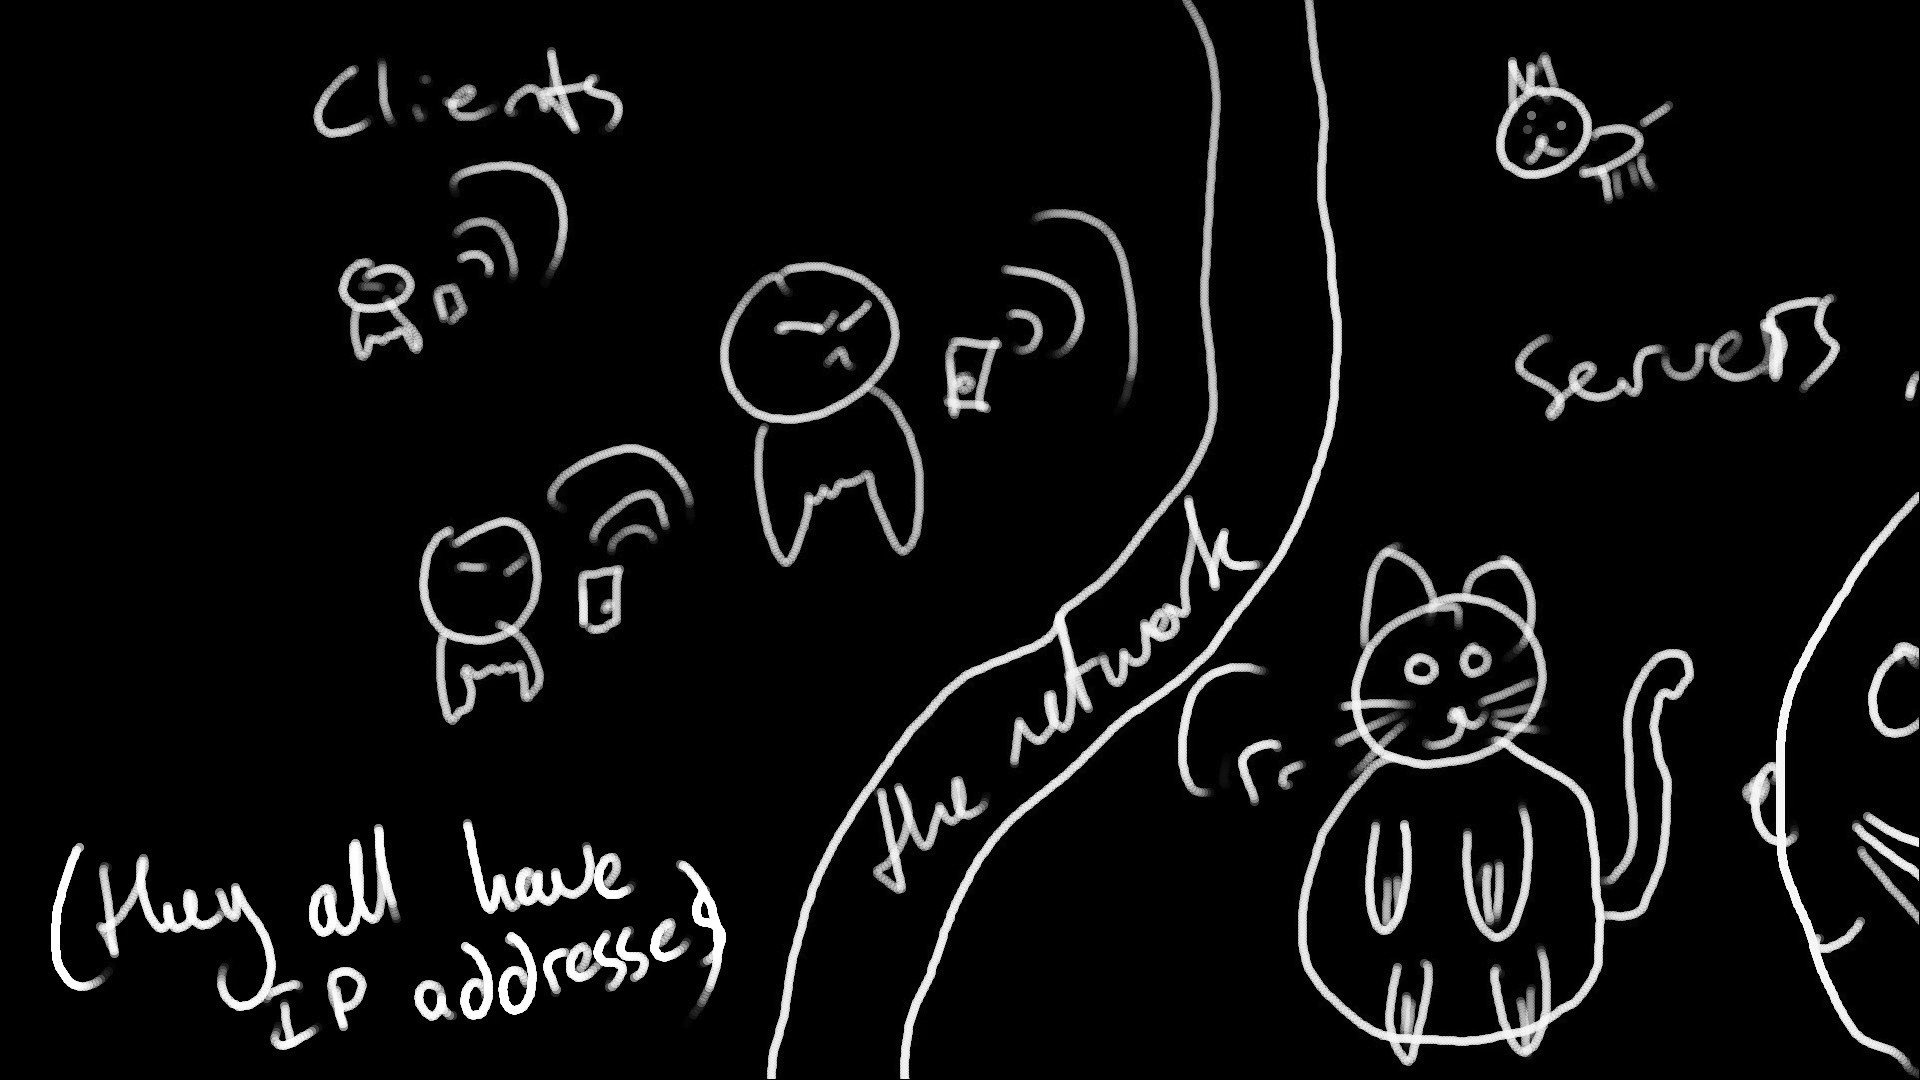 Clients
servers
the network
(they all have
IP addresses)